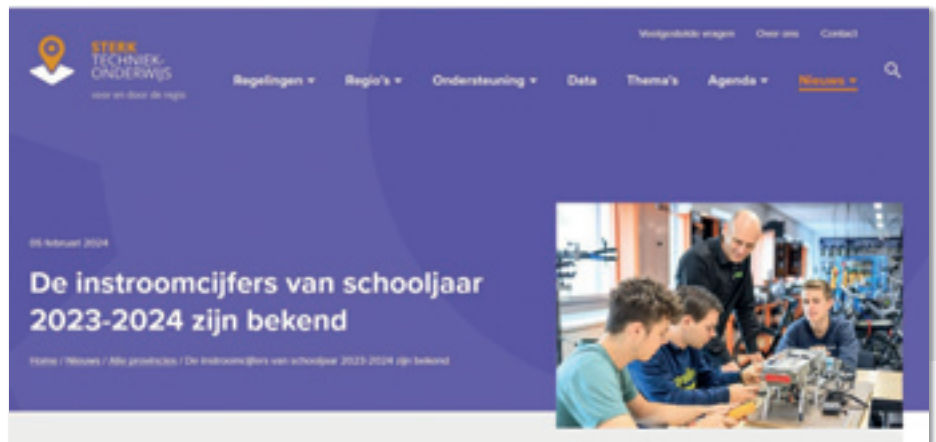 Veelgestelde vragen Over ons Contact
STERK
TECHNIEK-
ONDERWIJS
voor en door de regio
Regelingen Regio's Ondersteuning Data Thema's Agenda Nieuws
05 februari 2024
De instroomcijfers van schooljaar
2023-2024 zijn bekend
Home / Nieuws / Alle provincies / De instroomcijfers van schooljaar 2023-2024 zijn bekend